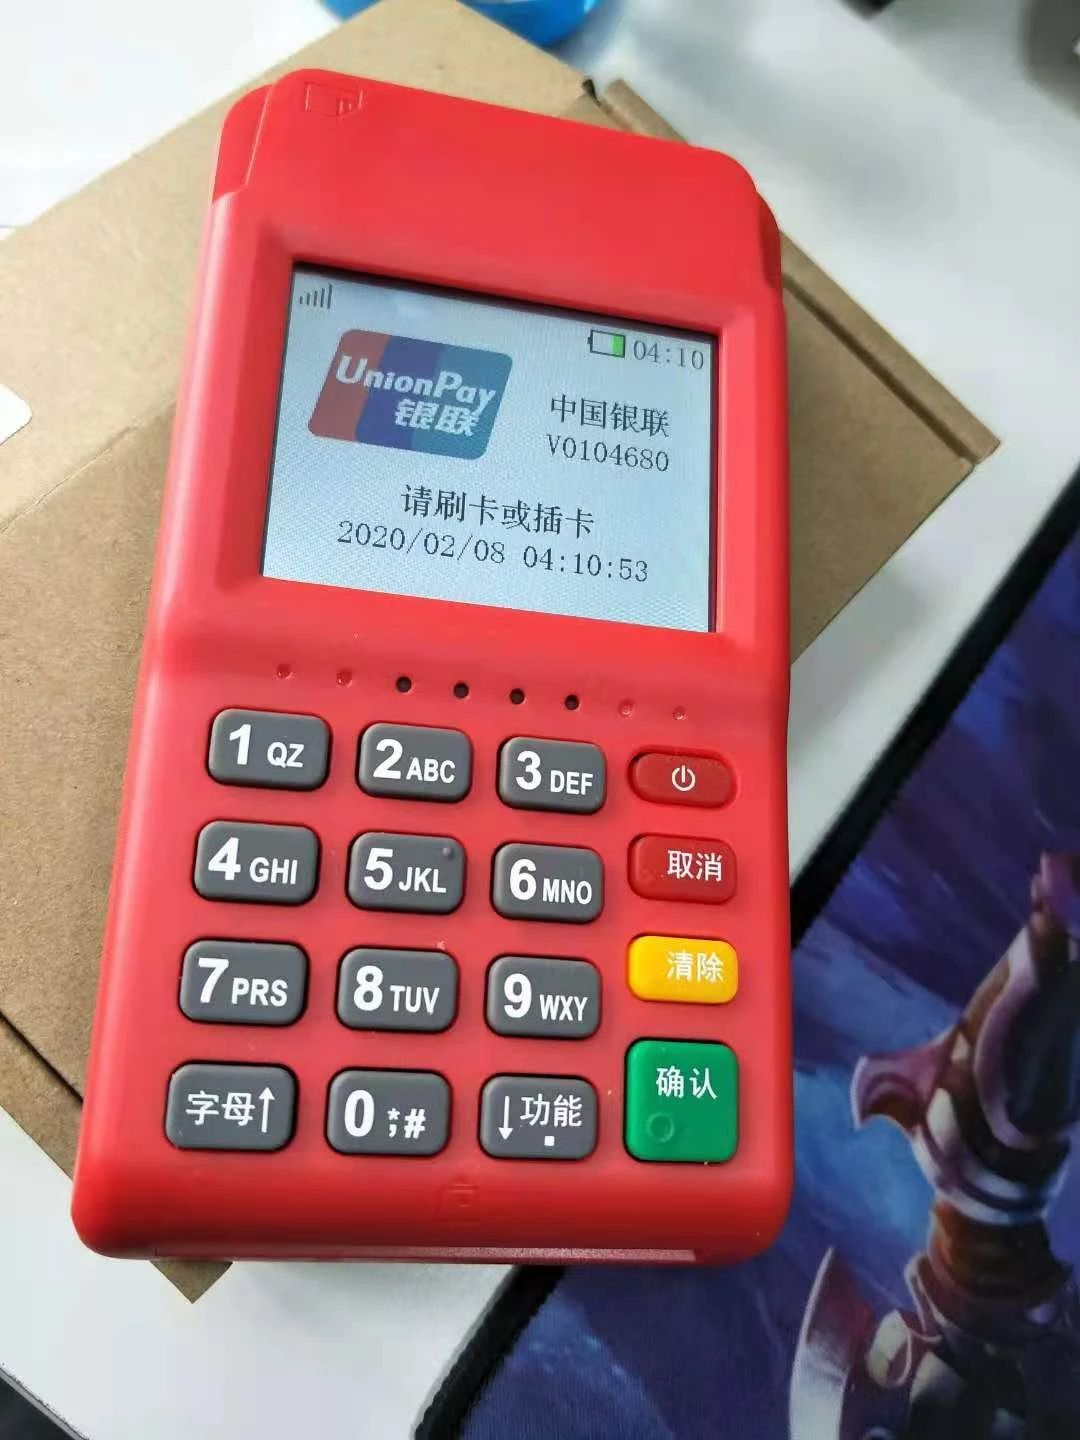 04:10
UnionPay
银联
中国银联
V0104680
请刷卡或插卡
2020/02/08 04:10:53
1 QZ
2 ABC
3 DEF
4 GHI
5 JKL
6 MNO
取消
7 PRS
8 TUV
9 WXY
清除
字母↑
0 *;#
↓功能
确认